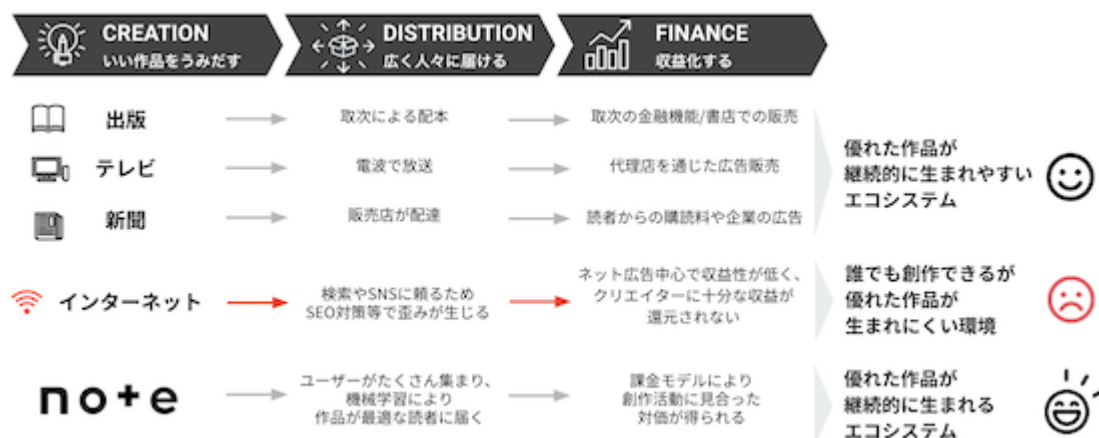 CREATION
いい作品をうみだす
DISTRIBUTION
広く人々に届ける
FINANCE
収益化する
出版
取次による配本
取次の金融機能/書店での販売
テレビ
電波で放送
代理店を通じた広告販売
新聞
販売店が配達
読者からの購読料や企業の広告
優れた作品が
継続的に生まれやすい
エコシステム
インターネット
検索やSNSに頼るため
SEO対策等で歪みが生じる
ネット広告中心で収益性が低く、
クリエイターに十分な収益が
還元されない
誰でも創作できるが
優れた作品が
生まれにくい環境
note
ユーザーがたくさん集まり、
機械学習により
作品が最適な読者に届く
課金モデルにより
創作活動に見合った
対価が得られる
優れた作品が
継続的に生まれる
エコシステム